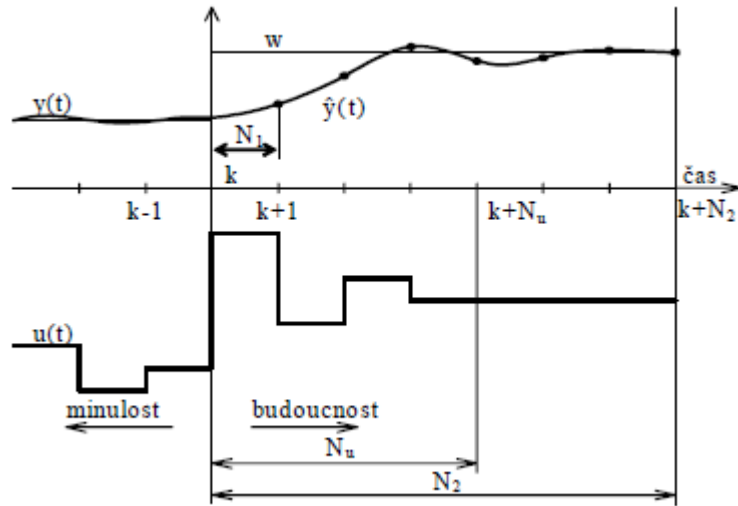 w
y(t)
ŷ(t)
N1
k
čas
k-1
k+1
k+Nu
k+N2
u(t)
minulost
budoucnost
Nu
N2